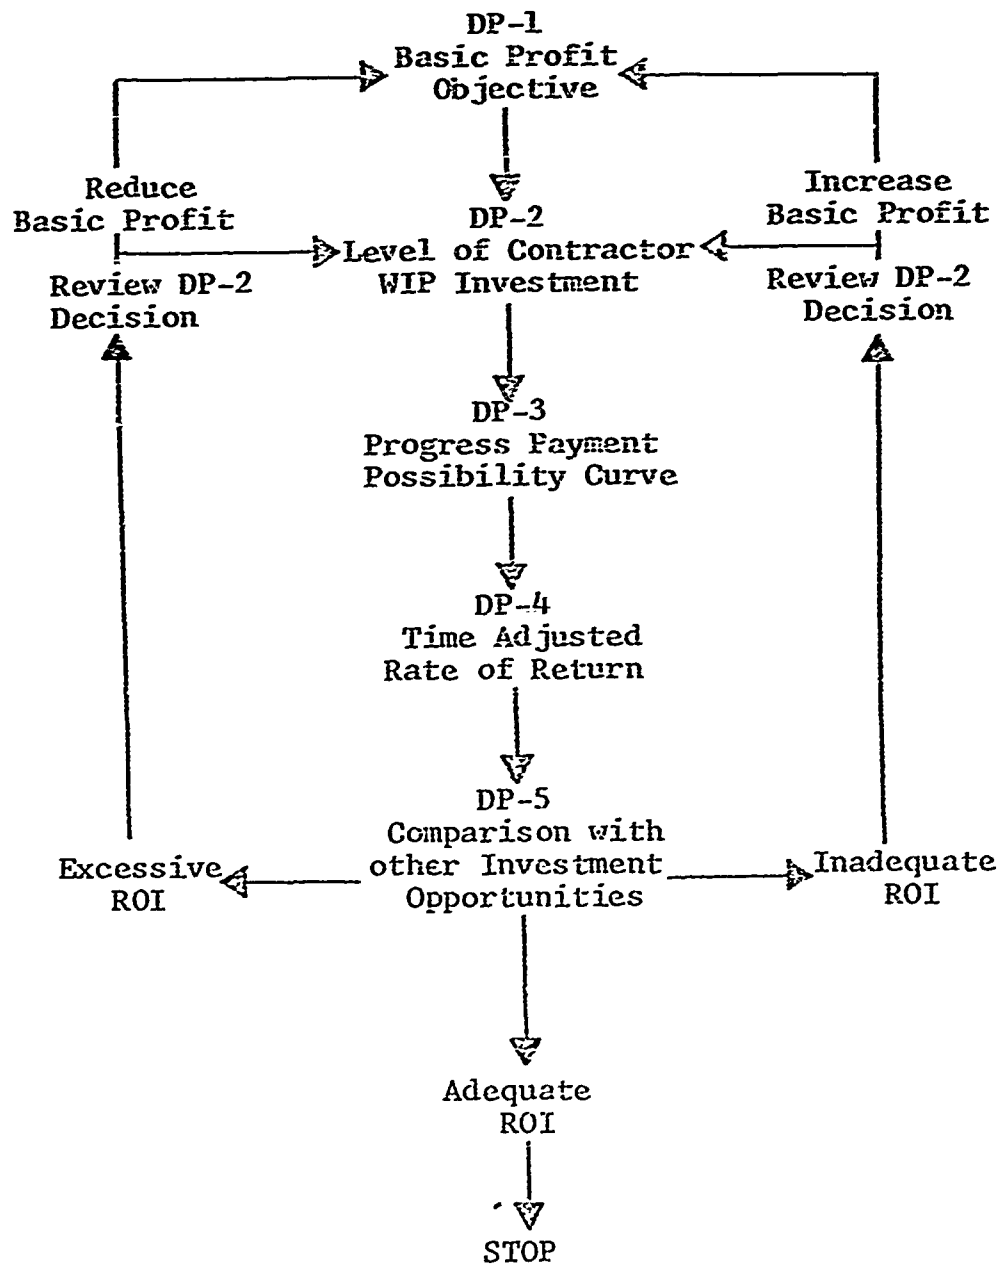 DP-1
Basic Profit
Objective
Reduce
Basic Profit
Increase
Basic Profit
DP-2
Level of Contractor
WIP Investment
Review DP-2
Decision
Review DP-2
Decision
DP-3
Progress Payment
Possibility Curve
DP-4
Time Adjusted
Rate of Return
DP-5
Comparison with
other Investment
Opportunities
Excessive
ROI
Inadequate
ROI
Adequate
ROI
STOP